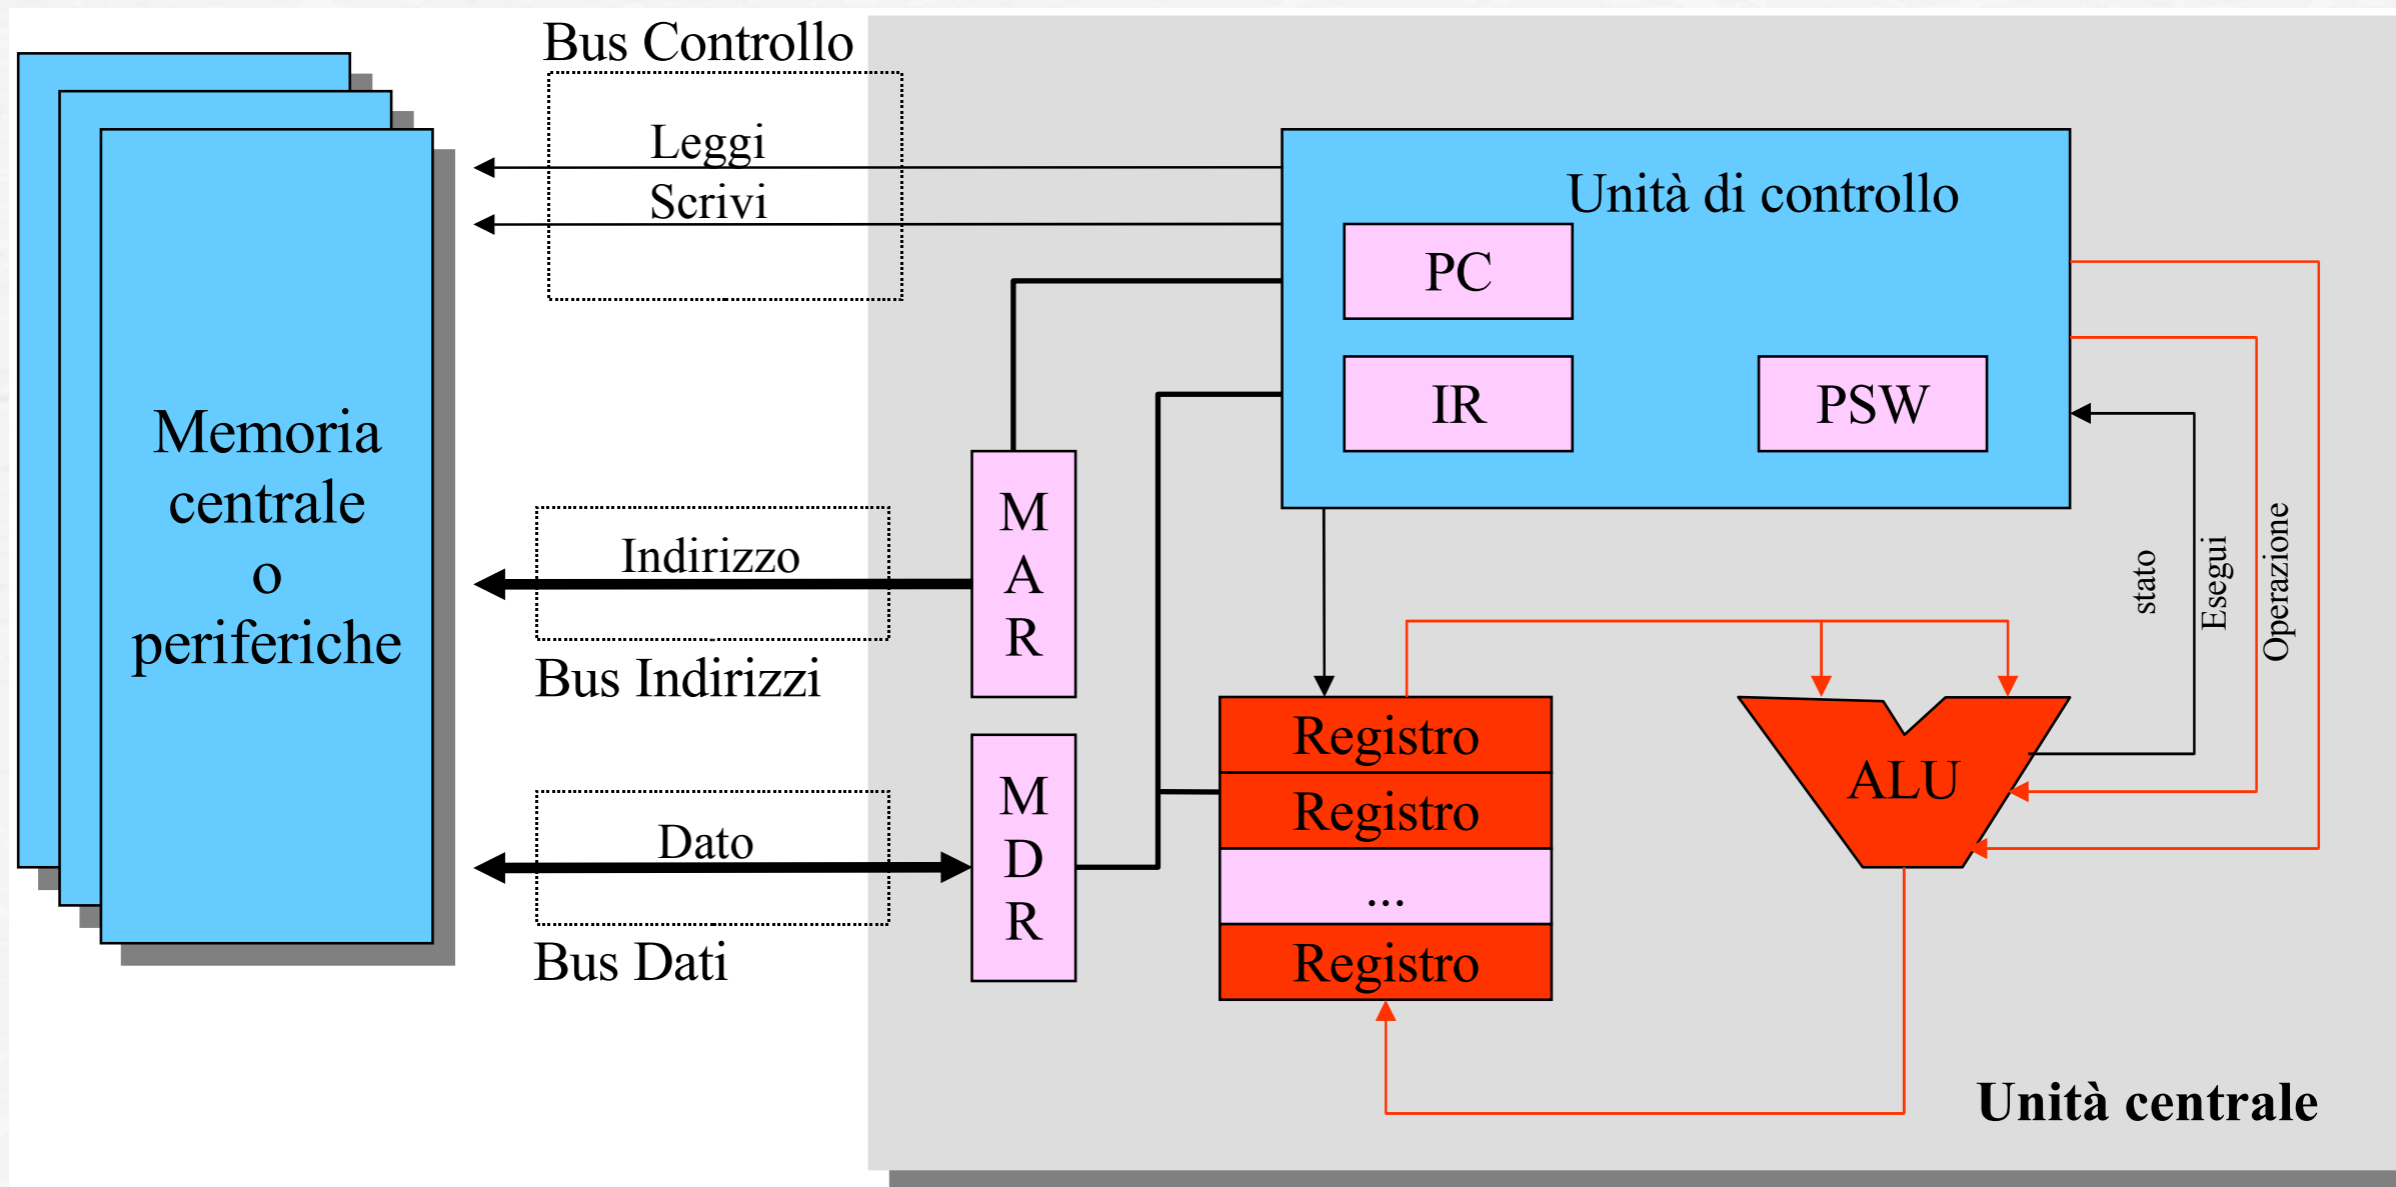 Bus Controllo
Leggi
Scrivi
Unità di controllo
PC
IR
PSW
Memoria
centrale
o
periferiche
Indirizzo
Bus Indirizzi
M
A
R
stato
Esegui
Operazione
Dato
Bus Dati
M
D
R
Registro
Registro
...
Registro
ALU
Unità centrale